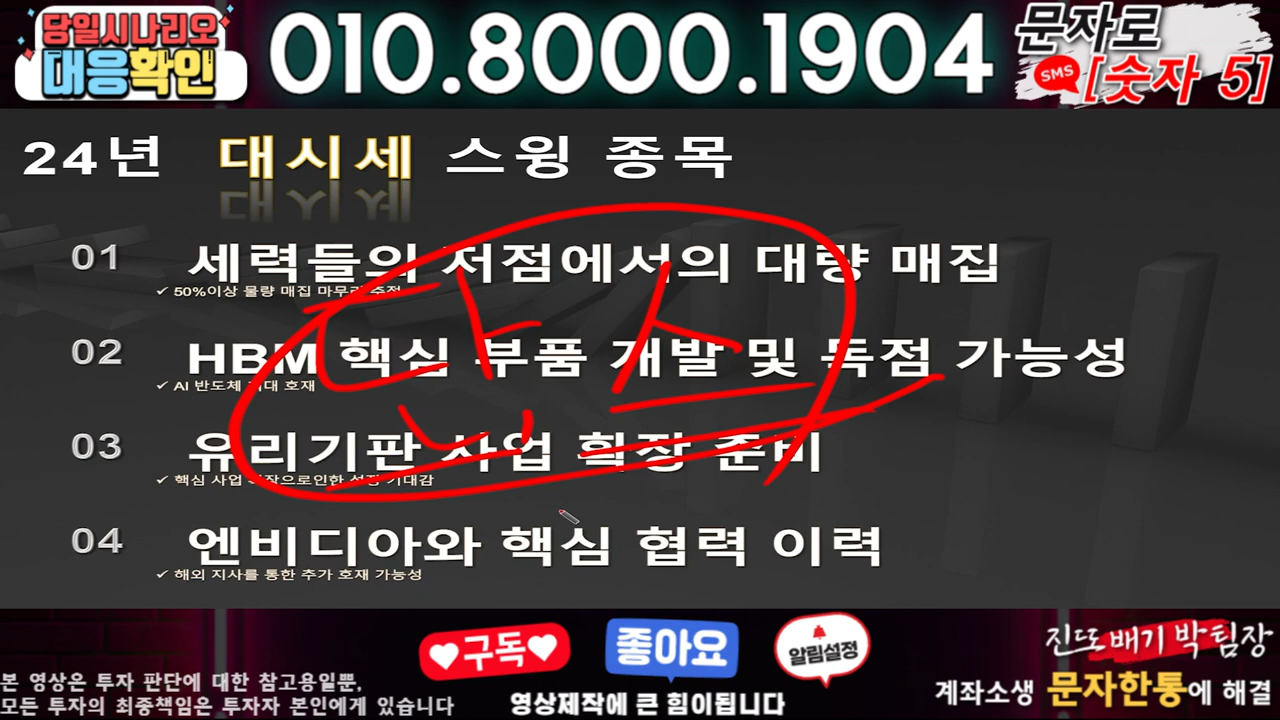 당일시나리오
대응확인
010.8000.1904
문자로
SMS
[숫자 5]
24년 대시세 스윙 종목
01 세력들의 저점에서의 대량 매집
✓ 50%이상 물량 매집 마무리 추정
02 HBM 핵심 부품 개발 및 독점 가능성
✓ AI 반도체 확대 호재
03 유리기판 사업 확장 준비
✓ 핵심 사업 확장으로인한 성장 기대감
04 엔비디아와 핵심 협력 이력
✓ 해외 지사를 통한 추가 호재 가능성
단스
구독
좋아요
알림설정
영상제작에 큰 힘이됩니다
본 영상은 투자 판단에 대한 참고용일뿐,
모든 투자의 최종책임은 투자자 본인에게 있습니다
진또배기 박팀장
계좌소생 문자한통에 해결